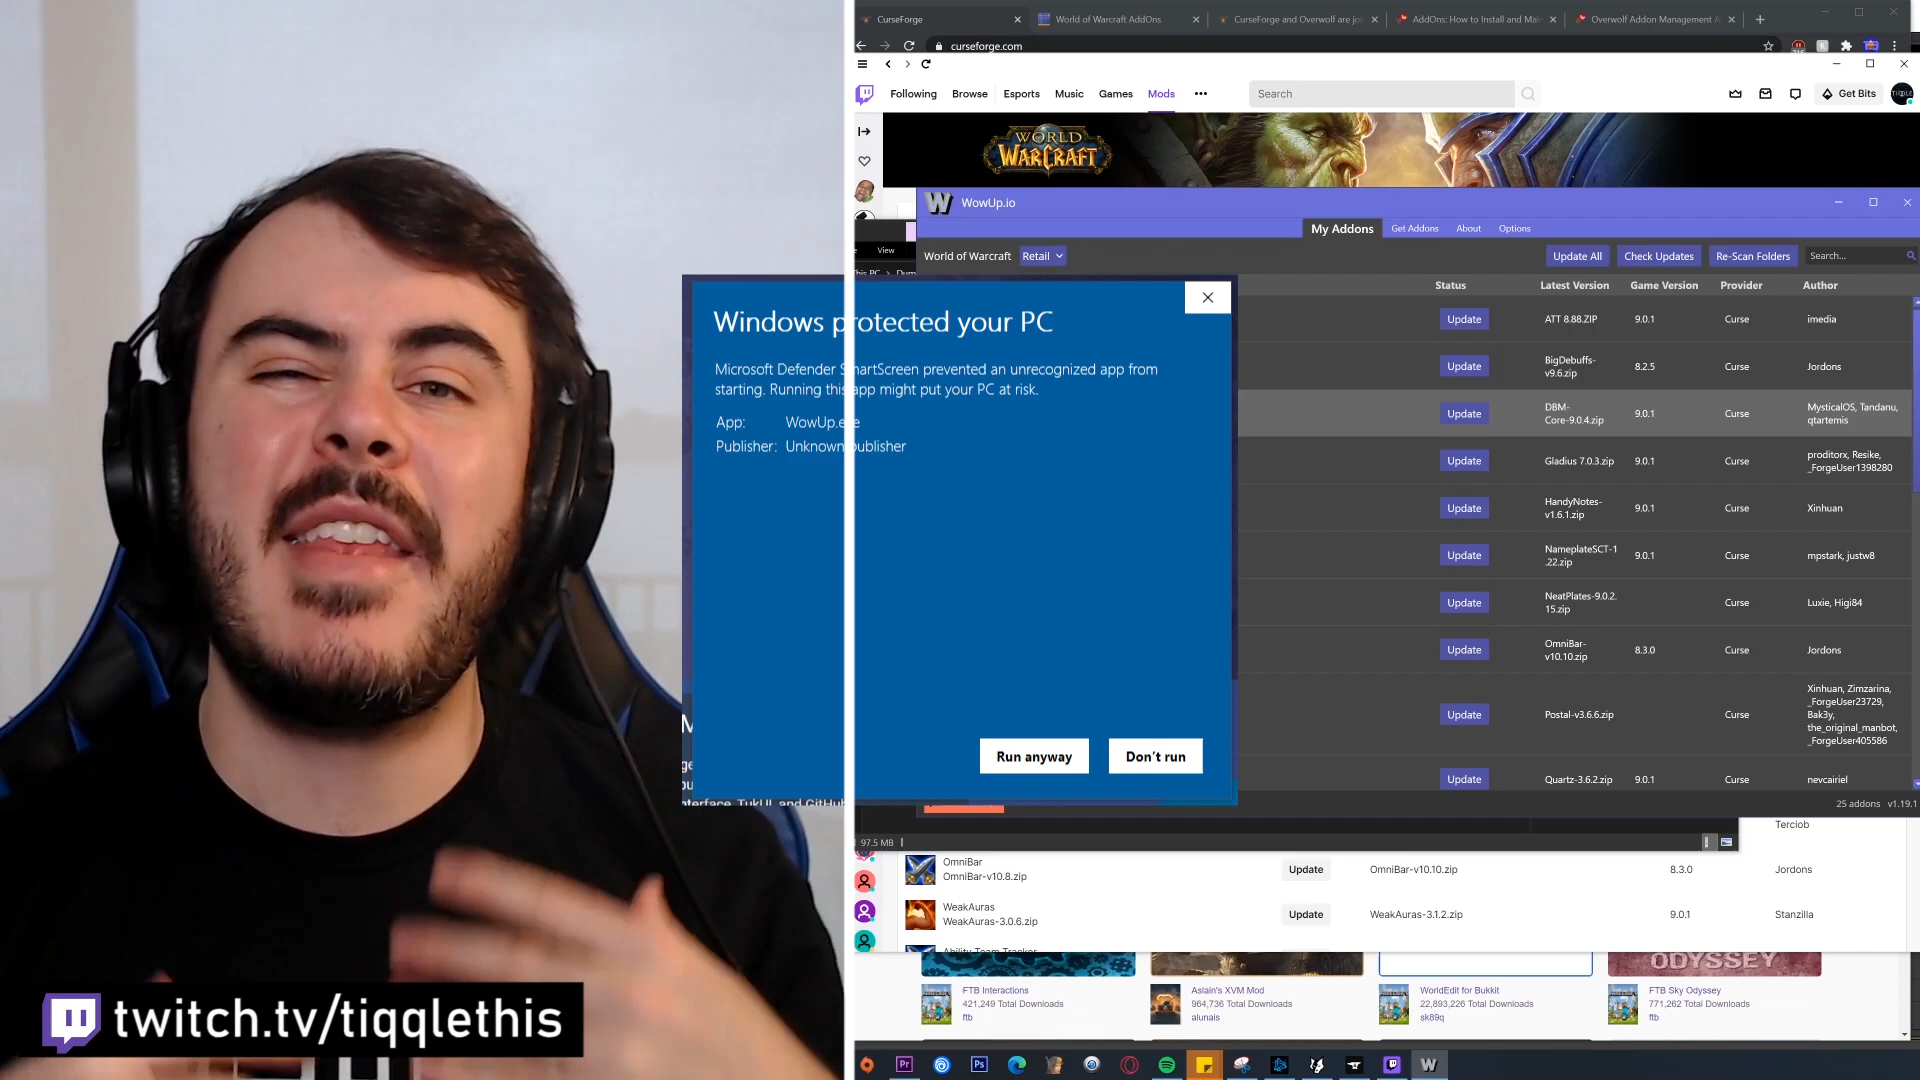 CurseForge
World of Warcraft AddOns
CurseForge and Overwolf are joi
AddOns: How to Install and Main
Overwolf Addon Management A
curseforge.com
Following
Browse
Esports
Music
Games
Mods
Search
Get Bits
WORLD
WARCRAFT
WowUp.io
My Addons
Get Addons
About
Options
View
World of Warcraft
Retail
Update All
Check Updates
Re-Scan Folders
Search...
This PC
Status
Latest Version
Game Version
Provider
Author
Update
ATT 8.88.ZIP
9.0.1
Curse
imedia
Update
BigDebuffs-
v9.6.zip
8.2.5
Curse
Jordons
Update
DBM-
Core-9.0.4.zip
9.0.1
Curse
MysticalOS, Tandanu,
qtartemis
Update
Gladius 7.0.3.zip
9.0.1
Curse
proditorx, Resike,
_ForgeUser1398280
Update
HandyNotes-
v1.6.1.zip
9.0.1
Curse
Xinhuan
Update
NameplateSCT-1
.22.zip
9.0.1
Curse
mpstark, justw8
Update
NeatPlates-9.0.2.
15.zip
Curse
Luxie, Higi84
Update
OmniBar-
v10.10.zip
8.3.0
Curse
Jordons
Update
Postal-v3.6.6.zip
Curse
Xinhuan, Zimzarina,
_ForgeUser23729,
Bak3y,
the_original_manbot,
_ForgeUser405586
Update
Quartz-3.6.2.zip
9.0.1
Curse
nevcairiel
25 addons
v1.19.1
Windows protected your PC
Microsoft Defender SmartScreen prevented an unrecognized app from
starting. Running this app might put your PC at risk.
App: WowUp.exe
Publisher: Unknown publisher
Run anyway
Don't run
nterface, TukUI, and GitHub
97.5 MB
Terciob
OmniBar
OmniBar-v10.8.zip
Update
OmniBar-v10.10.zip
8.3.0
Jordons
WeakAuras
WeakAuras-3.0.6.zip
Update
WeakAuras-3.1.2.zip
9.0.1
Stanzilla
Ability Team Tracker
ODYSSEY
FTB Interactions
421,249 Total Downloads
ftb
Aslain's XVM Mod
964,736 Total Downloads
alunais
WorldEdit for Bukkit
22,893,226 Total Downloads
sk89q
FTB Sky Odyssey
771,262 Total Downloads
ftb
twitch.tv/tiqqlethis